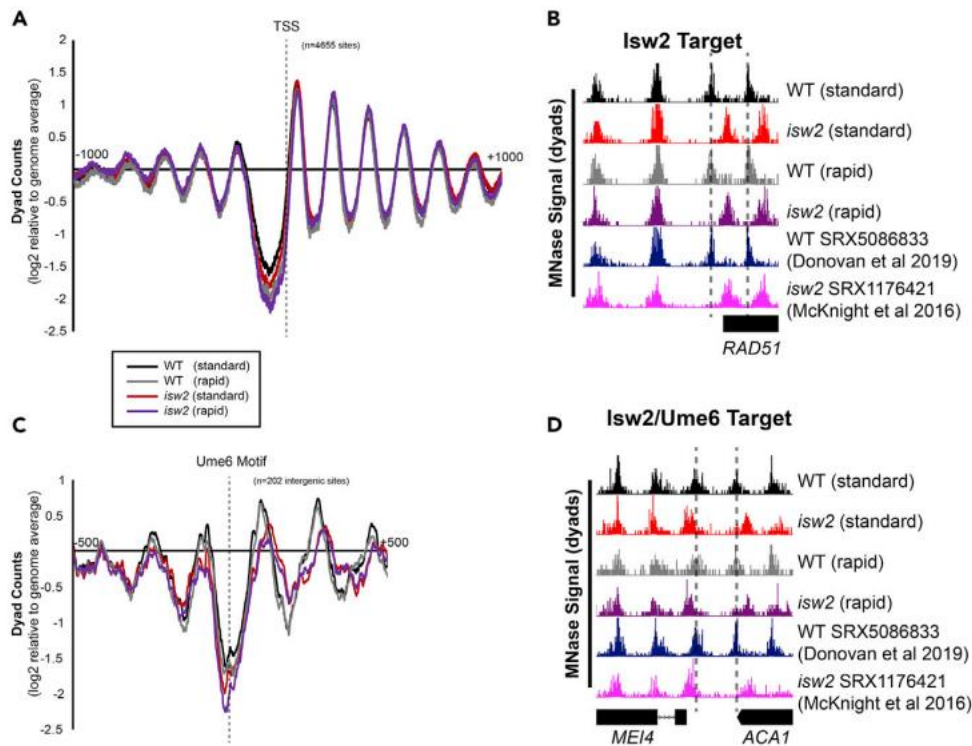 A
TSS
(n=4655 sites)
2
1.5
1
0.5
0
-0.5
-1
-1.5
-2
-2.5
-1000
+1000
Dyad Counts
(log2 relative to genome average)
WT (standard)
WT (rapid)
isw2 (standard)
isw2 (rapid)
B
Isw2 Target
MNase Signal (dyads)
WT (standard)
isw2 (standard)
WT (rapid)
isw2 (rapid)
WT SRX5086833
(Donovan et al 2019)
isw2 SRX1176421
(McKnight et al 2016)
RAD51
C
Ume6 Motif
(n=202 intergenic sites)
1
0.5
0
-0.5
-1
-1.5
-2
-2.5
-500
+500
Dyad Counts
(log2 relative to genome average)
D
Isw2/Ume6 Target
MNase Signal (dyads)
WT (standard)
isw2 (standard)
WT (rapid)
isw2 (rapid)
WT SRX5086833
(Donovan et al 2019)
isw2 SRX1176421
(McKnight et al 2016)
MEI4
ACA1